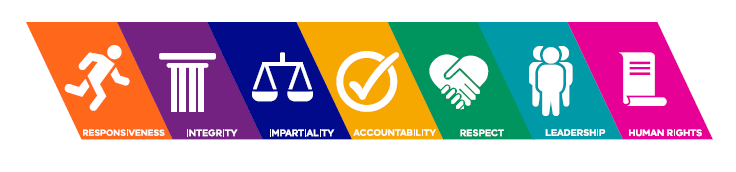 RESPONSIVENESS INTEGRITY IMPARTIALITY ACCOUNTABILITY RESPECT LEADERSHIP HUMAN RIGHTS